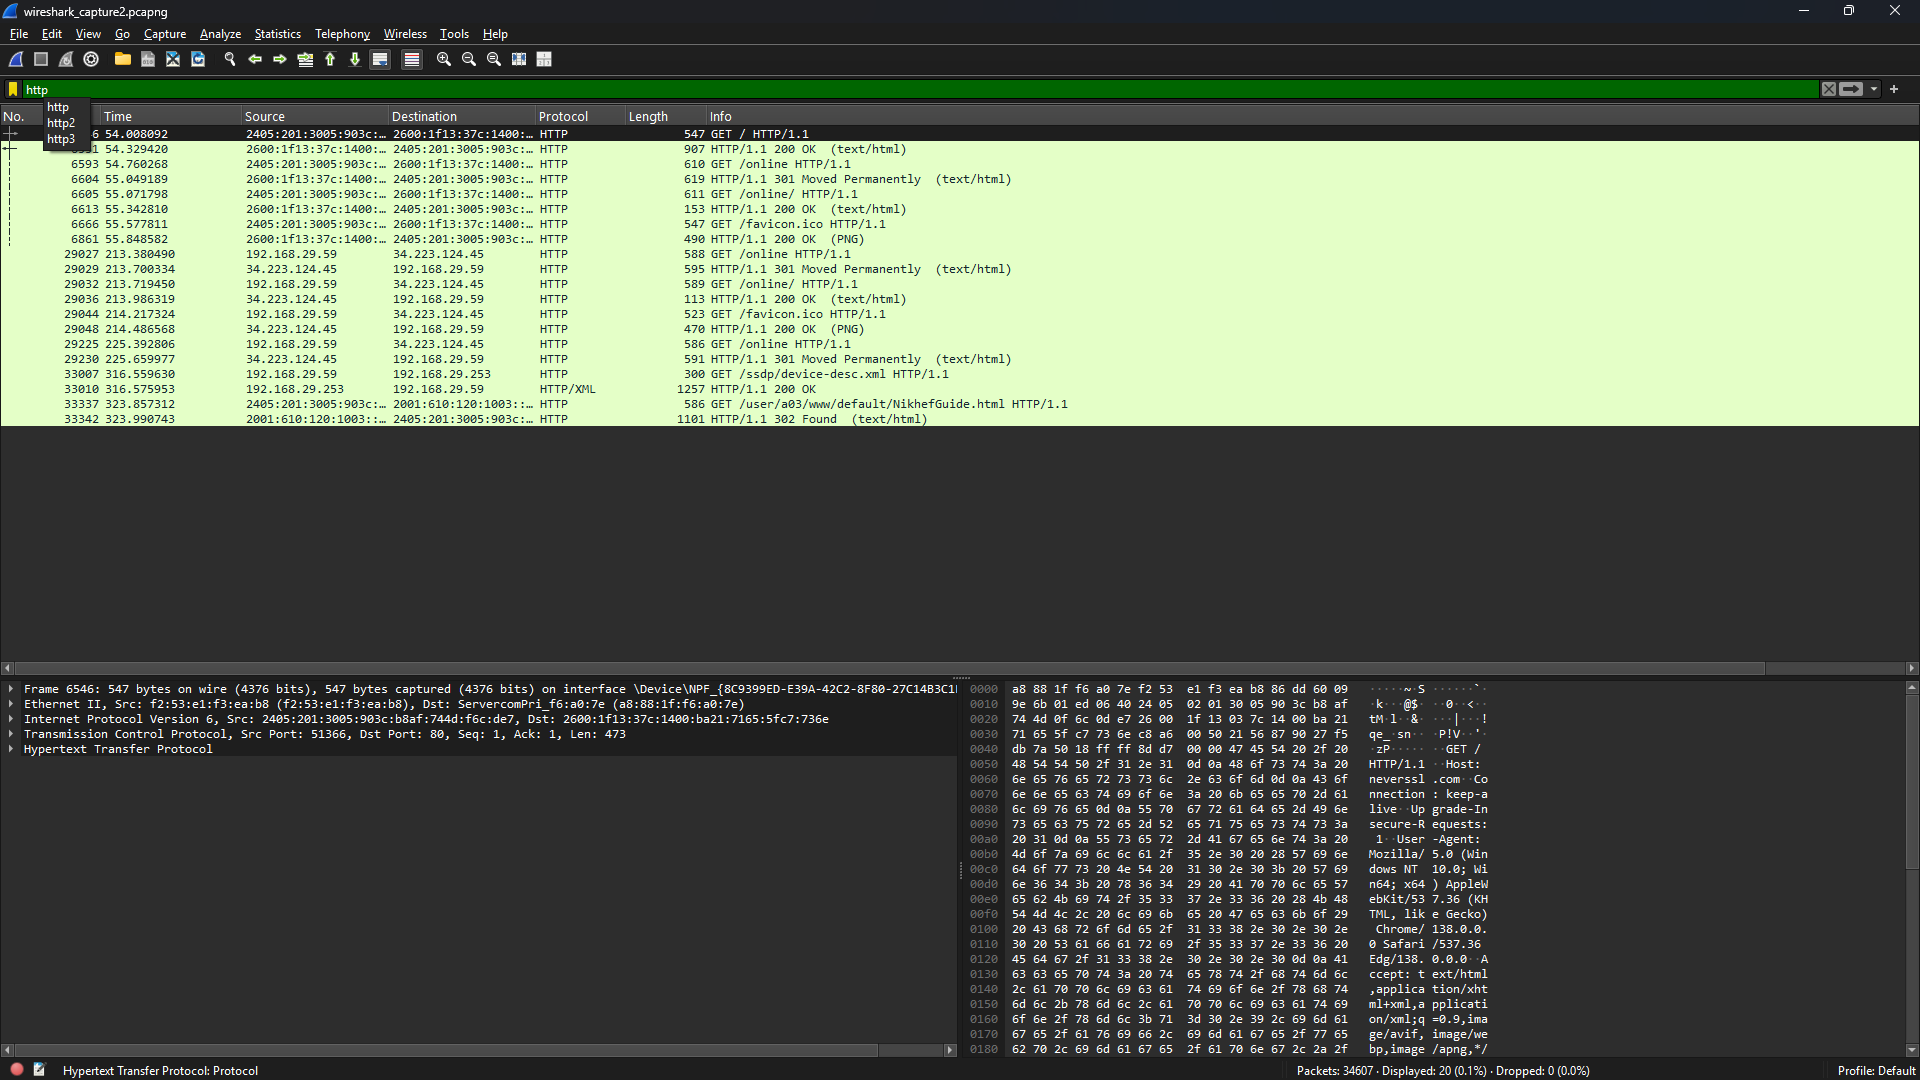 wireshark_capture2.pcapng
File Edit View Go Capture Analyze Statistics Telephony Wireless Tools Help
http
http
http2
http3
No. Time Source Destination Protocol Length Info
6 54.008092 2405:201:3005:903c:… 2600:1f13:37c:1400:… HTTP 547 GET / HTTP/1.1
54.329420 2600:1f13:37c:1400:… 2405:201:3005:903c:… HTTP 907 HTTP/1.1 200 OK (text/html)
6593 54.760268 2405:201:3005:903c:… 2600:1f13:37c:1400:… HTTP 610 GET /online HTTP/1.1
6604 55.049189 2600:1f13:37c:1400:… 2405:201:3005:903c:… HTTP 619 HTTP/1.1 301 Moved Permanently (text/html)
6605 55.071798 2405:201:3005:903c:… 2600:1f13:37c:1400:… HTTP 611 GET /online/ HTTP/1.1
6613 55.342810 2600:1f13:37c:1400:… 2405:201:3005:903c:… HTTP 153 HTTP/1.1 200 OK (text/html)
6666 55.577811 2405:201:3005:903c:… 2600:1f13:37c:1400:… HTTP 547 GET /favicon.ico HTTP/1.1
6861 55.848582 2600:1f13:37c:1400:… 2405:201:3005:903c:… HTTP 490 HTTP/1.1 200 OK (PNG)
29027 213.380490 192.168.29.59 34.223.124.45 HTTP 588 GET /online HTTP/1.1
29029 213.700334 34.223.124.45 192.168.29.59 HTTP 595 HTTP/1.1 301 Moved Permanently (text/html)
29032 213.719450 192.168.29.59 34.223.124.45 HTTP 589 GET /online/ HTTP/1.1
29036 213.986319 34.223.124.45 192.168.29.59 HTTP 113 HTTP/1.1 200 OK (text/html)
29044 214.217324 192.168.29.59 34.223.124.45 HTTP 523 GET /favicon.ico HTTP/1.1
29048 214.486568 34.223.124.45 192.168.29.59 HTTP 470 HTTP/1.1 200 OK (PNG)
29225 225.392806 192.168.29.59 34.223.124.45 HTTP 586 GET /online HTTP/1.1
29230 225.659977 34.223.124.45 192.168.29.59 HTTP 591 HTTP/1.1 301 Moved Permanently (text/html)
33007 316.559630 192.168.29.59 192.168.29.253 HTTP 300 GET /ssdp/device-desc.xml HTTP/1.1
33010 316.575953 192.168.29.253 192.168.29.59 HTTP/XML 1257 HTTP/1.1 200 OK
33337 323.857312 2405:201:3005:903c:… 2001:610:120:1003::… HTTP 586 GET /user/a03/www/default/NikhefGuide.html HTTP/1.1
33342 323.990743 2001:610:120:1003::… 2405:201:3005:903c:… HTTP 1101 HTTP/1.1 302 Found (text/html)
Frame 6546: 547 bytes on wire (4376 bits), 547 bytes captured (4376 bits) on interface \Device\NPF_{8C9399ED-E39A-42C2-8F80-27C14B3C1
Ethernet II, Src: f2:53:e1:f3:ea:b8 (f2:53:e1:f3:ea:b8), Dst: ServercomPri_f6:a0:7e (a8:88:1f:f6:a0:7e)
Internet Protocol Version 6, Src: 2405:201:3005:903c:b8af:744d:f6c:de7, Dst: 2600:1f13:37c:1400:ba21:7165:5fc7:736e
Transmission Control Protocol, Src Port: 51366, Dst Port: 80, Seq: 1, Ack: 1, Len: 473
Hypertext Transfer Protocol
0000 a8 88 1f f6 a0 7e f2 53 e1 f3 ea b8 86 dd 60 09 ·····~·S ······`·
0010 9e 6b 01 ed 06 40 24 05 02 01 30 05 90 3c b8 af ·k···@$· ··0··<··
0020 74 4d 0f 6c 0d e7 26 00 1f 13 03 7c 14 00 ba 21 tM·l··&· ···|···!
0030 71 65 5f c7 73 6e c8 a6 00 50 21 56 87 90 27 f5 qe_·sn·· ·P!V··'·
0040 db 7a 50 18 ff ff 8d d7 00 00 47 45 54 20 2f 20 ·zP····· ··GET /
0050 48 54 54 50 2f 31 2e 31 0d 0a 48 6f 73 74 3a 20 HTTP/1.1 ··Host:
0060 6e 65 76 65 72 73 73 6c 2e 63 6f 6d 0d 0a 43 6f neverssl .com··Co
0070 6e 6e 65 63 74 69 6f 6e 3a 20 6b 65 65 70 2d 61 nnection : keep-a
0080 6c 69 76 65 0d 0a 55 70 67 72 61 64 65 2d 49 6e live··Up grade-In
0090 73 65 63 75 72 65 2d 52 65 71 75 65 73 74 73 3a secure-R equests:
00a0 20 31 0d 0a 55 73 65 72 2d 41 67 65 6e 74 3a 20 1··User -Agent:
00b0 4d 6f 7a 69 6c 6c 61 2f 35 2e 30 20 28 57 69 6e Mozilla/ 5.0 (Win
00c0 64 6f 77 73 20 4e 54 20 31 30 2e 30 3b 20 57 69 dows NT 10.0; Wi
00d0 6e 36 34 3b 20 78 36 34 29 20 41 70 70 6c 65 57 n64; x64 ) AppleW
00e0 65 62 4b 69 74 2f 35 33 37 2e 33 36 20 28 4b 48 ebKit/53 7.36 (KH
00f0 54 4d 4c 2c 20 6c 69 6b 65 20 47 65 63 6b 6f 29 TML, lik e Gecko)
0100 20 43 68 72 6f 6d 65 2f 31 33 38 2e 30 2e 30 2e Chrome/ 138.0.0.
0110 30 20 53 61 66 61 72 69 2f 35 33 37 2e 33 36 20 0 Safari /537.36
0120 45 64 67 2f 31 33 38 2e 30 2e 30 2e 30 0d 0a 41 Edg/138. 0.0.0··A
0130 63 63 65 70 74 3a 20 74 65 78 74 2f 68 74 6d 6c ccept: t ext/html
0140 2c 61 70 70 6c 69 63 61 74 69 6f 6e 2f 78 68 74 ,applica tion/xht
0150 6d 6c 2b 78 6d 6c 2c 61 70 70 6c 69 63 61 74 69 ml+xml,a pplicati
0160 6f 6e 2f 78 6d 6c 3b 71 3d 30 2e 39 2c 69 6d 61 on/xml;q =0.9,ima
0170 67 65 2f 61 76 69 66 2c 69 6d 61 67 65 2f 77 65 ge/avif, image/we
0180 62 70 2c 69 6d 61 67 65 2f 61 70 6e 67 2c 2a 2f bp,image /apng,*/
Hypertext Transfer Protocol: Protocol
Packets: 34607 · Displayed: 20 (0.1%) · Dropped: 0 (0.0%)
Profile: Default